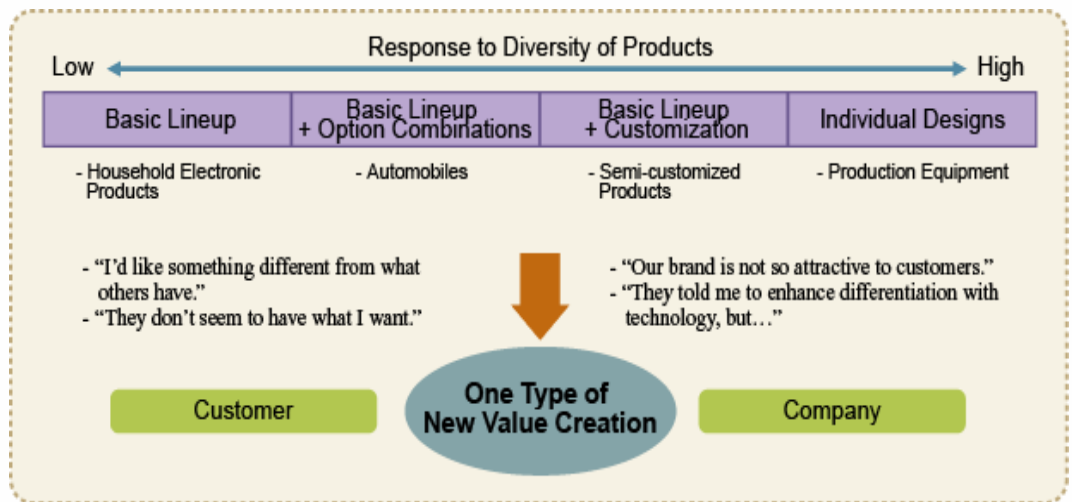 Response to Diversity of Products
Low
High
Basic Lineup
Basic Lineup
+ Option Combinations
Basic Lineup
+ Customization
Individual Designs
- Household Electronic
Products
- Automobiles
- Semi-customized
Products
- Production Equipment
- “I’d like something different from what
others have.”
- “They don’t seem to have what I want.”
- “Our brand is not so attractive to customers.”
- “They told me to enhance differentiation with
technology, but…”
Customer
One Type of
New Value Creation
Company